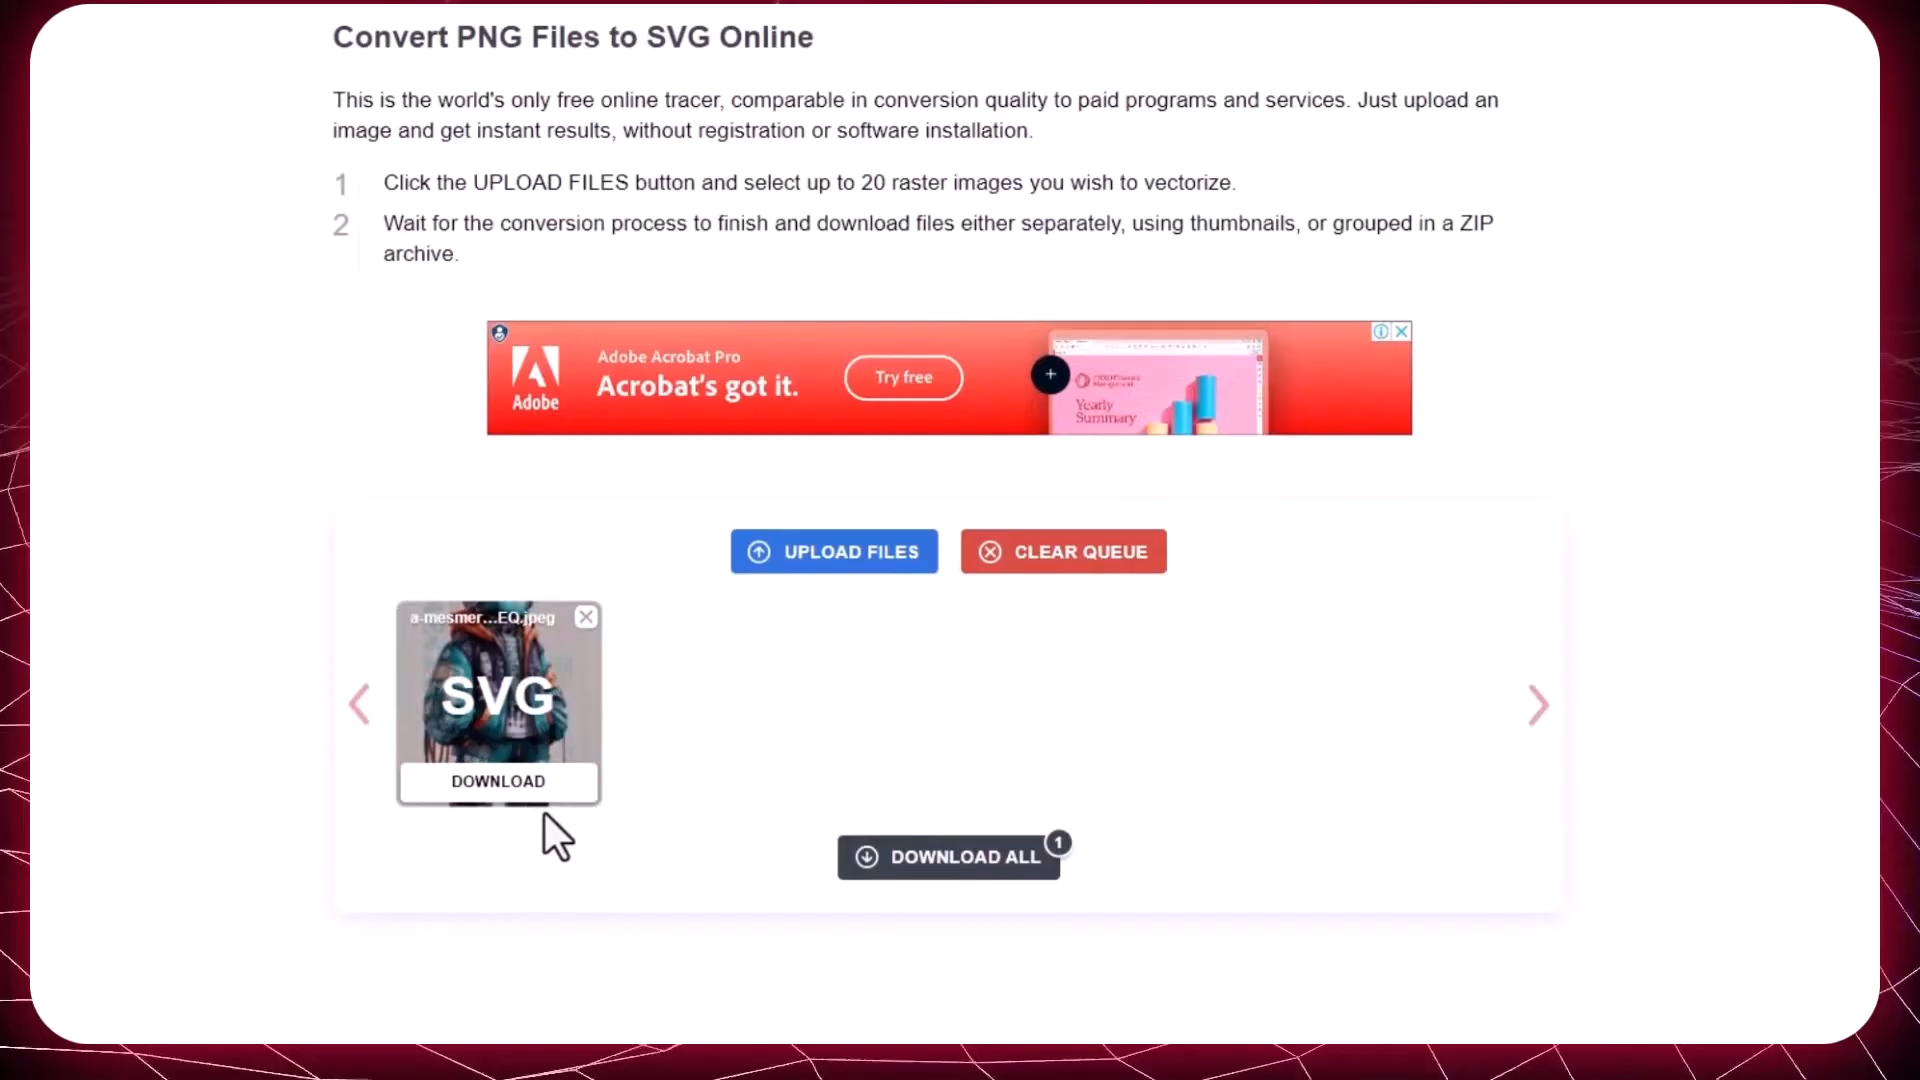 Convert PNG Files to SVG Online
This is the world's only free online tracer, comparable in conversion quality to paid programs and services. Just upload an
image and get instant results, without registration or software installation.
1 Click the UPLOAD FILES button and select up to 20 raster images you wish to vectorize.
2 Wait for the conversion process to finish and download files either separately, using thumbnails, or grouped in a ZIP
archive.
Adobe
Adobe Acrobat Pro
Acrobat's got it.
Try free
Yearly
Summary
UPLOAD FILES
CLEAR QUEUE
a-mesmer...EQ.jpeg
SVG
DOWNLOAD
DOWNLOAD ALL
1